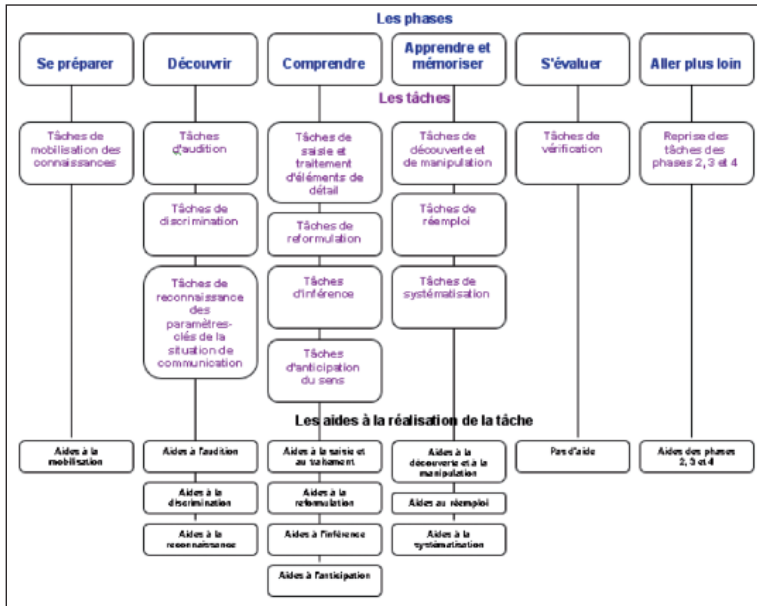 Les phases
Se préparer
Découvrir
Comprendre
Apprendre et
mémoriser
S'évaluer
Aller plus loin
Les tâches
Tâches de
mobilisation des
connaissances
Tâches
d'audition
Tâches de
saisie et
traitement
d'éléments de
détail
Tâches de
découverte et
de manipulation
Tâches de
vérification
Reprise des
tâches des
phases 2, 3 et 4
Tâches de
discrimination
Tâches de
reformulation
Tâches de
réemploi
Tâches de
reconnaissance
des
paramètres-
clés de la
situation de
communication
Tâches
d'inférence
Tâches de
systématisation
Tâches
d'anticipation
du sens
Les aides à la réalisation de la tâche
Aides à la
mobilisation
Aides à l'audition
Aides à la saisie et
au traitement
Aides à la
découverte et à la
manipulation
Pas d'aide
Aides des phases
2, 3 et 4
Aides à la
discrimination
Aides à la
reformulation
Aides au réemploi
Aides à la
reconnaissance
Aides à l'inférence
Aides à la
systématisation
Aides à l'anticipation